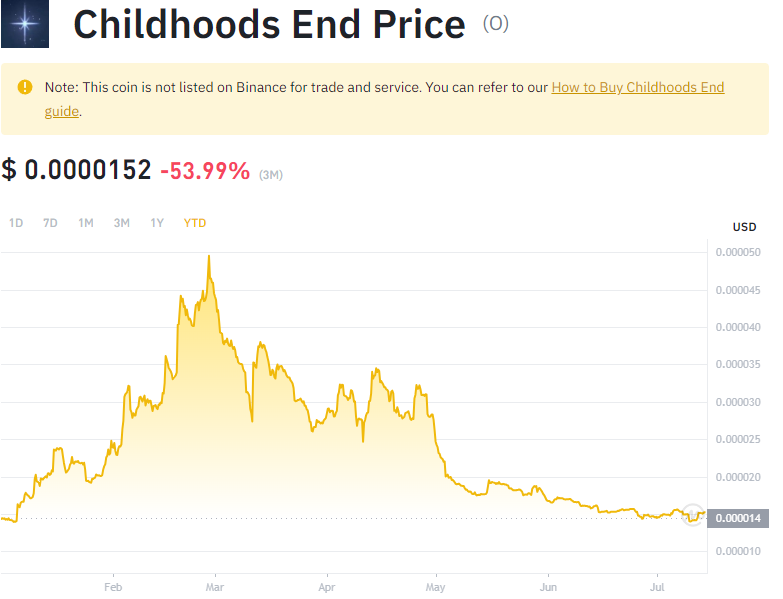 Childhoods End Price (O)
Note: This coin is not listed on Binance for trade and service. You can refer to our How to Buy Childhoods End
guide.
$ 0.0000152 -53.99% (3M)
1D 7D 1M 3M 1Y YTD
USD
0.000050
0.000045
0.000040
0.000035
0.000030
0.000025
0.000020
0.000014
0.000010
Feb Mar Apr May Jun Jul